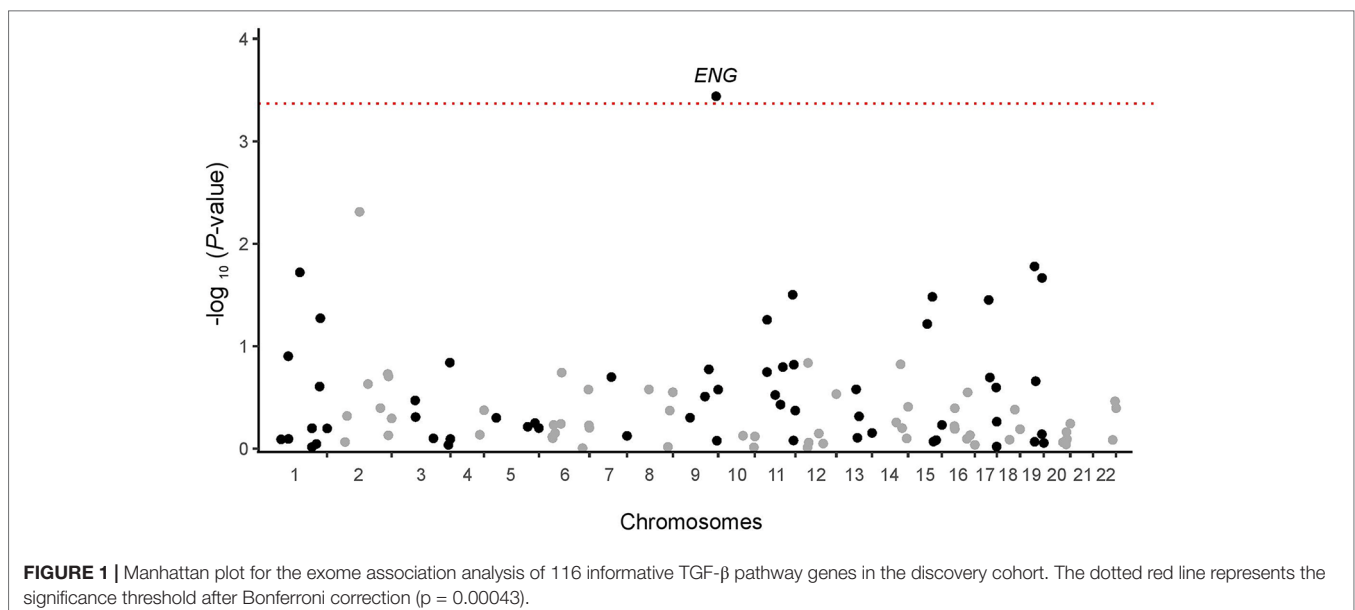 4
ENG
3
2
1
0
-log 10 (P-value)
1 2 3 4 5 6 7 8 9 10 11 12 13 14 15 16 17 18 19 20 21 22
Chromosomes
FIGURE 1 | Manhattan plot for the exome association analysis of 116 informative TGF-β pathway genes in the discovery cohort. The dotted red line represents the
significance threshold after Bonferroni correction (p = 0.00043).